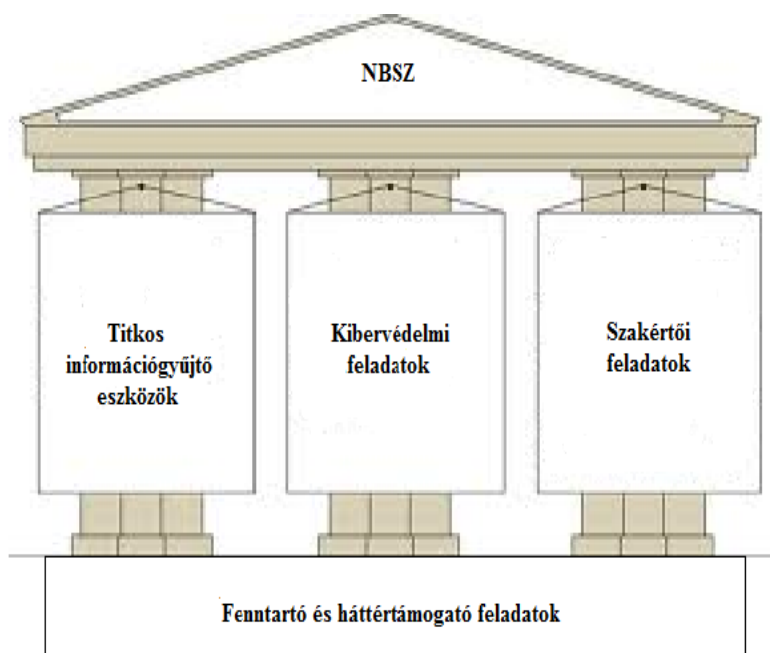 NBSZ
Titkos
információgyűjtő
eszközök
Kibervédelmi
feladatok
Szakértői
feladatok
Fenntartó és háttértámogató feladatok